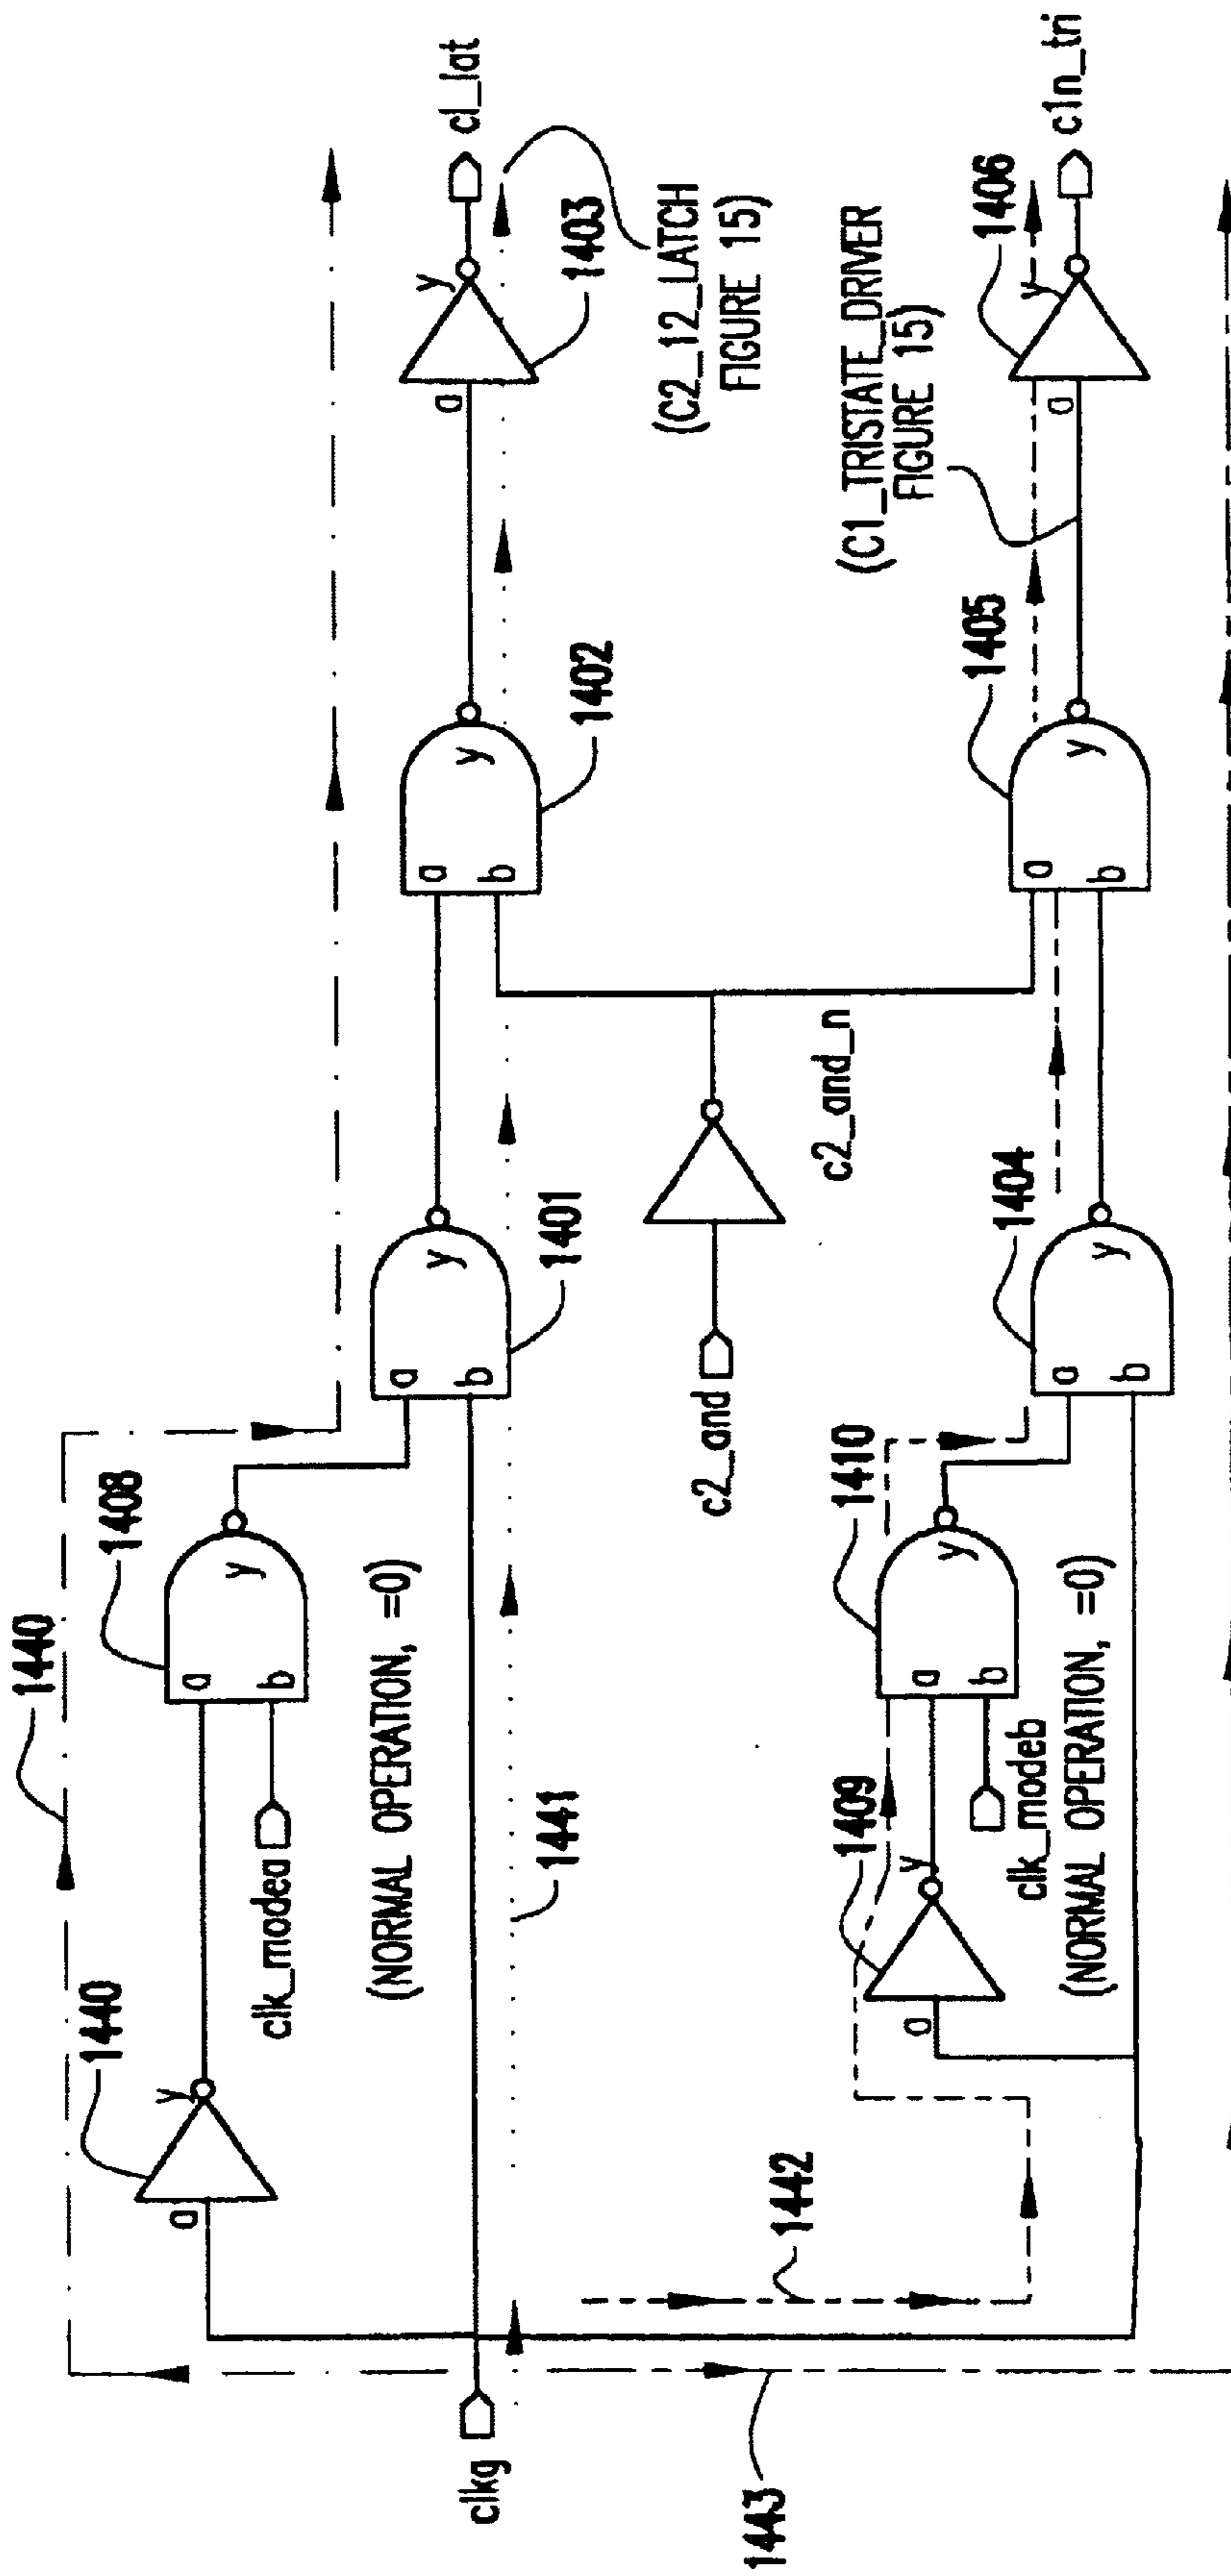 1440
1440
a
y
1408
a
b
y
clk_modea
(NORMAL OPERATION, =0)
clkg
1441
a
b
y
1401
a
b
y
1402
a
y
1403
cl_lat
(C2_12_LATCH
FIGURE 15)
c2_and
c2_and_n
1443
1442
1409
a
y
1410
a
b
y
clk_modeb
(NORMAL OPERATION, =0)
1404
a
b
y
1405
a
b
y
(C1_TRISTATE_DRIVER
FIGURE 15)
1406
a
y
c1n_tri